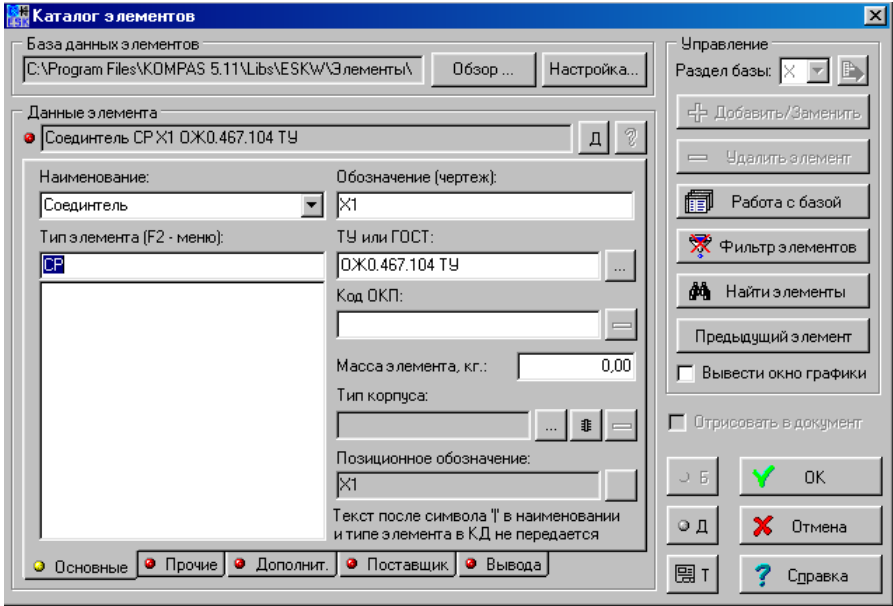 Каталог элементов
База данных элементов
C:\Program Files\KOMPAS 5.11\Libs\ESKW\Элементы\
Обзор ...
Настройка...
Данные элемента
Соединтель СР X1 ОЖ0.467.104 ТУ
Д
Наименование:
Соединтель
Тип элемента (F2 - меню):
СР
Обозначение (чертеж):
X1
ТУ или ГОСТ:
ОЖ0.467.104 ТУ
...
Код ОКП:
Масса элемента, кг.:
0,00
Тип корпуса:
...
Позиционное обозначение:
X1
Текст после символа '|' в наименовании
и типе элемента в КД не передается
Основные
Прочие
Дополнит.
Поставщик
Вывода
Управление
Раздел базы:
X
Добавить/Заменить
Удалить элемент
Работа с базой
Фильтр элементов
Найти элементы
Предыдущий элемент
Вывести окно графики
Отрисовать в документ
Б
OK
Д
Отмена
Т
Справка